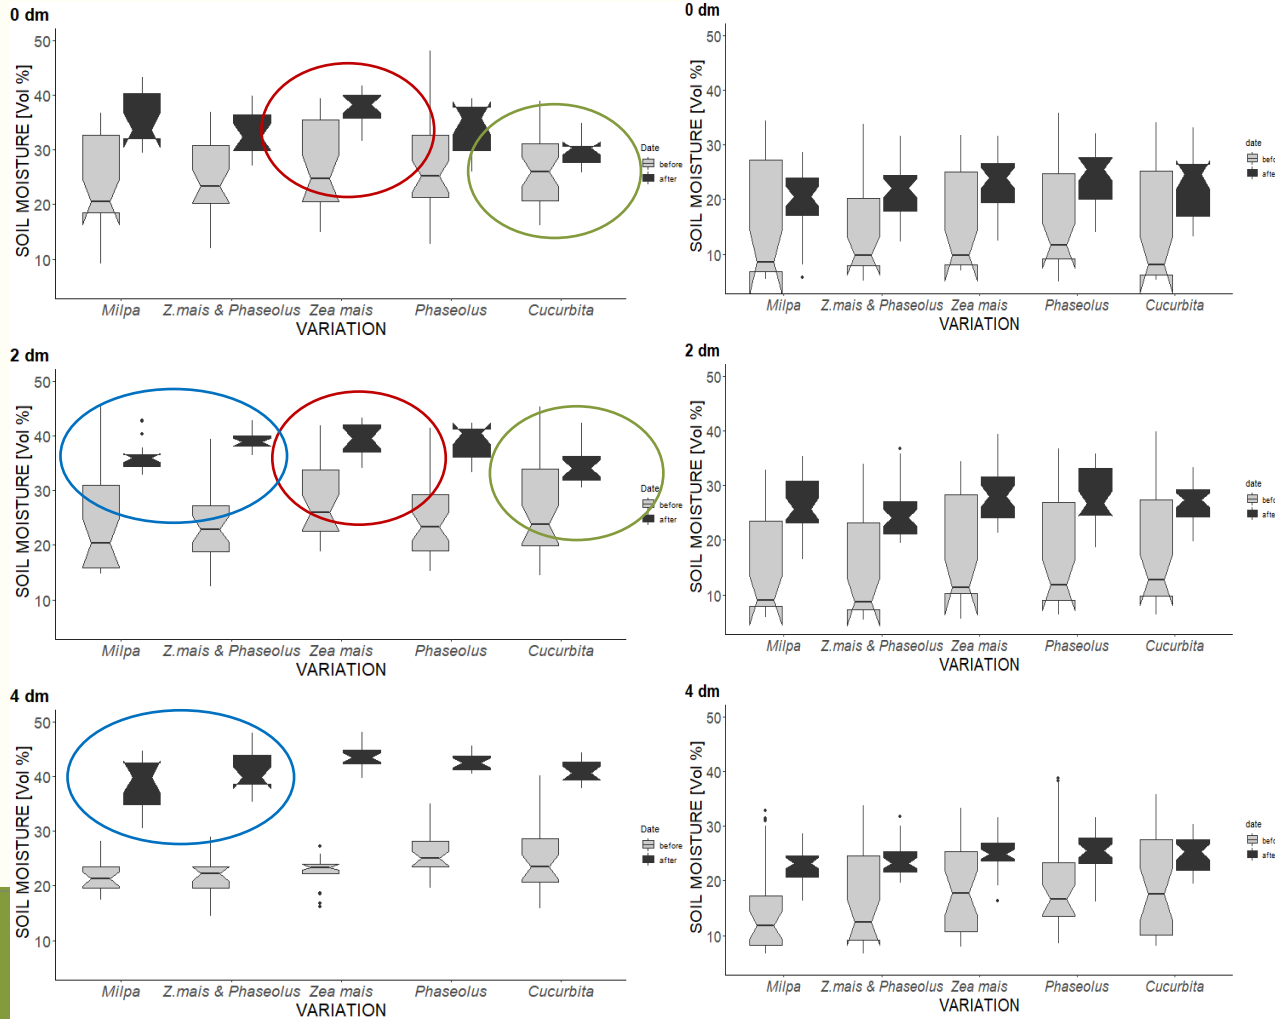 0 dm
SOIL MOISTURE [Vol %]
50
40
30
20
10
Milpa Z.mais & Phaseolus Zea mais Phaseolus Cucurbita
VARIATION
Date
before
after
0 dm
SOIL MOISTURE [Vol %]
50
40
30
20
10
Milpa Z.mais & Phaseolus Zea mais Phaseolus Cucurbita
VARIATION
date
befo
afte
2 dm
SOIL MOISTURE [Vol %]
50
40
30
20
10
Milpa Z.mais & Phaseolus Zea mais Phaseolus Cucurbita
VARIATION
Date
before
after
2 dm
SOIL MOISTURE [Vol %]
50
40
30
20
10
Milpa Z.mais & Phaseolus Zea mais Phaseolus Cucurbita
VARIATION
date
befo
afte
4 dm
SOIL MOISTURE [Vol %]
50
40
30
20
10
Milpa Z.mais & Phaseolus Zea mais Phaseolus Cucurbita
VARIATION
Date
before
after
4 dm
SOIL MOISTURE [Vol %]
50
40
30
20
10
Milpa Z.mais & Phaseolus Zea mais Phaseolus Cucurbita
VARIATION
date
befo
afte